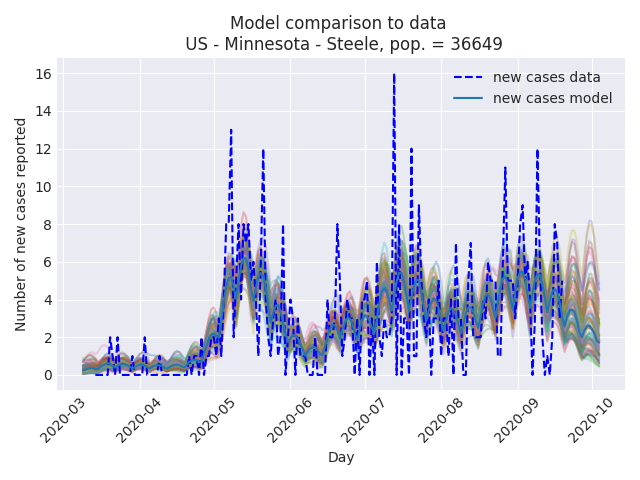 Model comparison to data
US - Minnesota - Steele, pop. = 36649
new cases data
new cases model
Number of new cases reported
16
14
12
10
8
6
4
2
0
2020-03
2020-04
2020-05
2020-06
2020-07
2020-08
2020-09
2020-10
Day